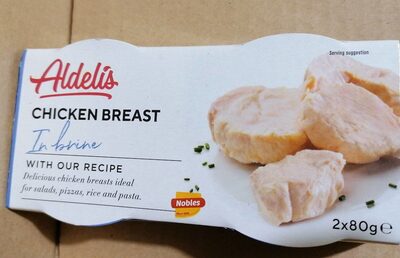 Aldelís
Serving suggestion
CHICKEN BREAST
In brine
WITH OUR RECIPE
Delicious chicken breasts ideal
for salads, pizzas, rice and pasta.
Nobles
2x80g℮